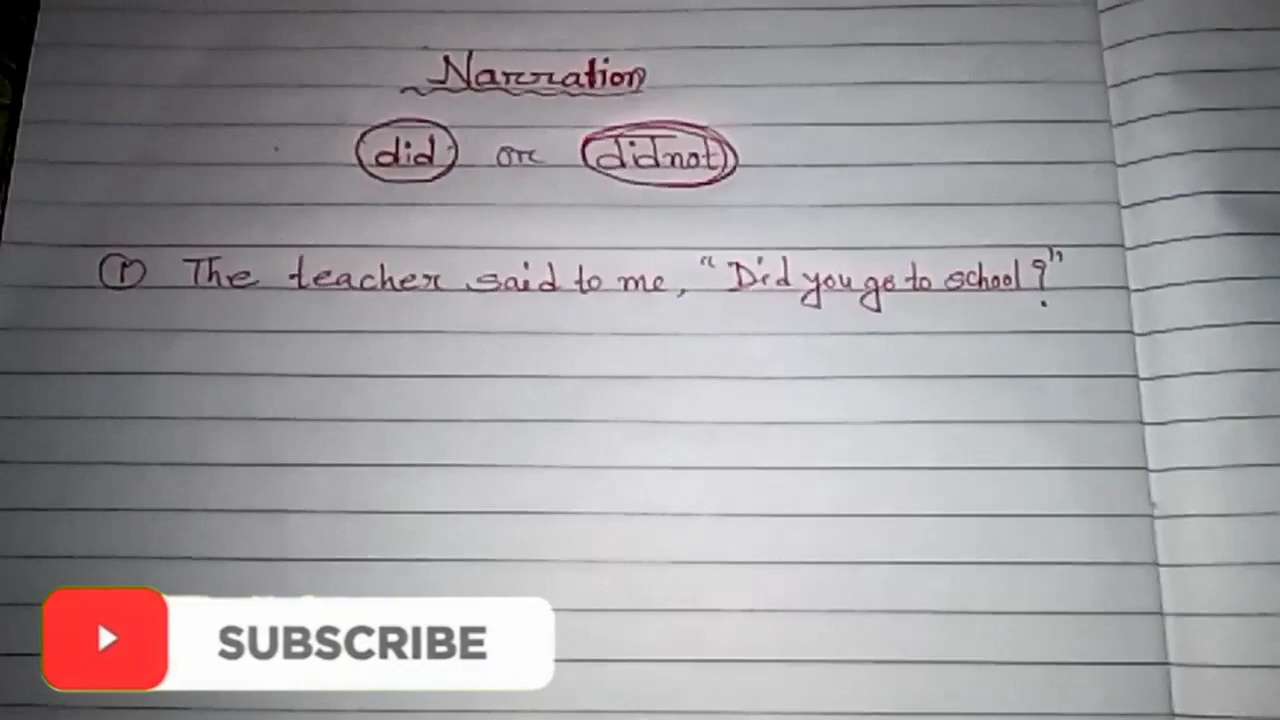 Narration
did or didnot
① The teacher said to me, "Did you go to school?"
SUBSCRIBE